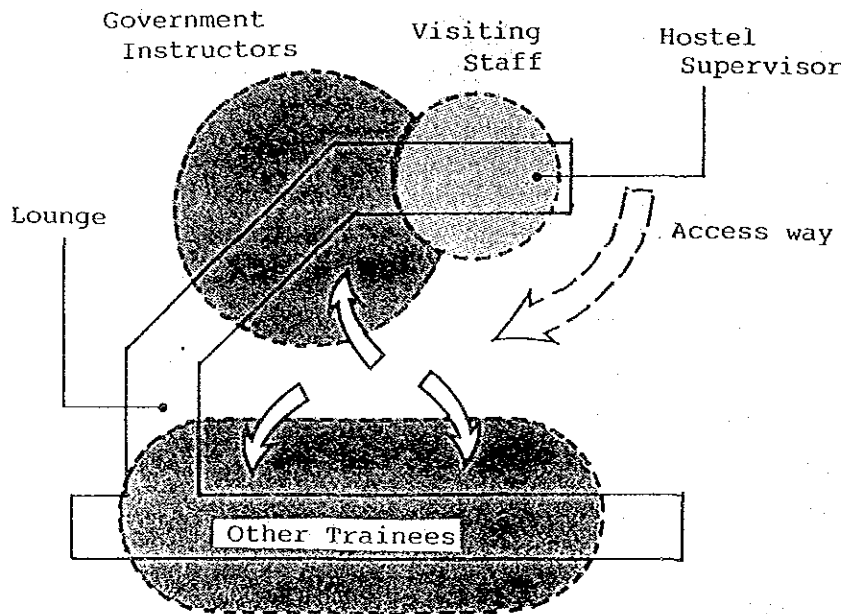 Government
Instructors
Visiting
Staff
Hostel
Supervisor
Lounge
Access way
Other Trainees